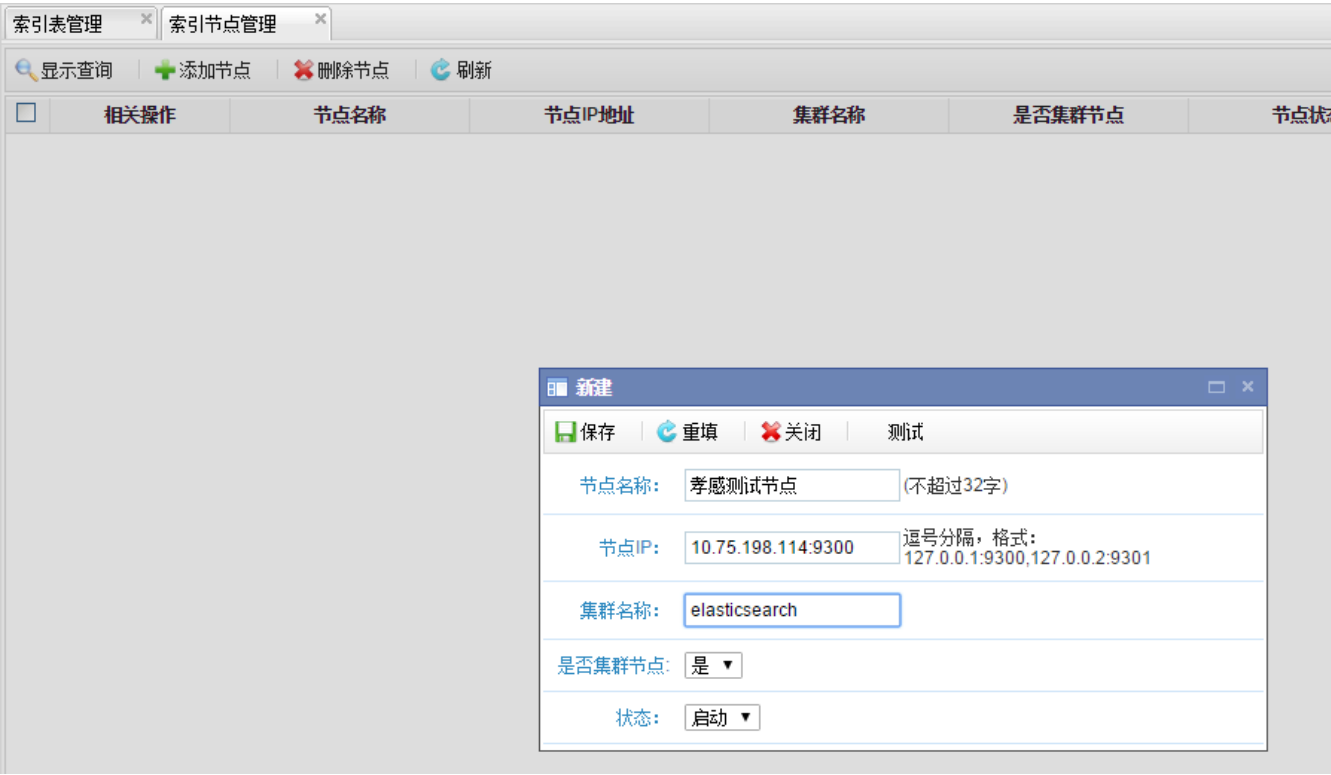 索引表管理 索引节点管理
显示查询 添加节点 删除节点 刷新
相关操作 节点名称 节点IP地址 集群名称 是否集群节点 节点状
新建
保存 重填 关闭 测试
节点名称： 孝感测试节点 (不超过32字)
节点IP： 10.75.198.114:9300 逗号分隔，格式：
127.0.0.1:9300,127.0.0.2:9301
集群名称： elasticsearch
是否集群节点: 是
状态： 启动